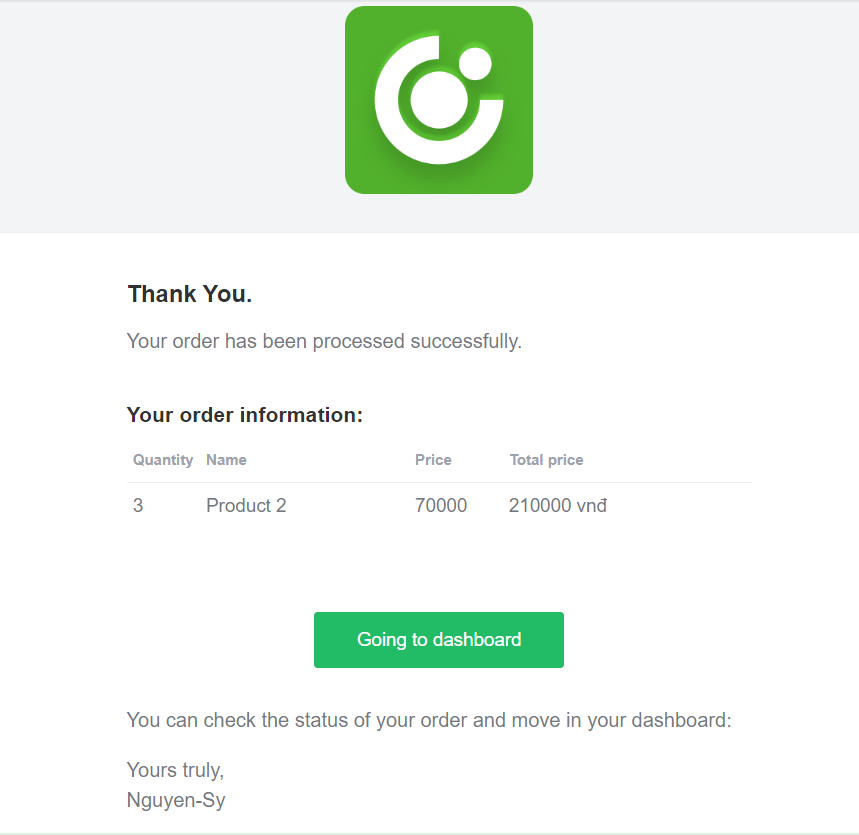 Thank You.
Your order has been processed successfully.
Your order information:
Quantity Name Price Total price
3 Product 2 70000 210000 vnđ
Going to dashboard
You can check the status of your order and move in your dashboard:
Yours truly,
Nguyen-Sy